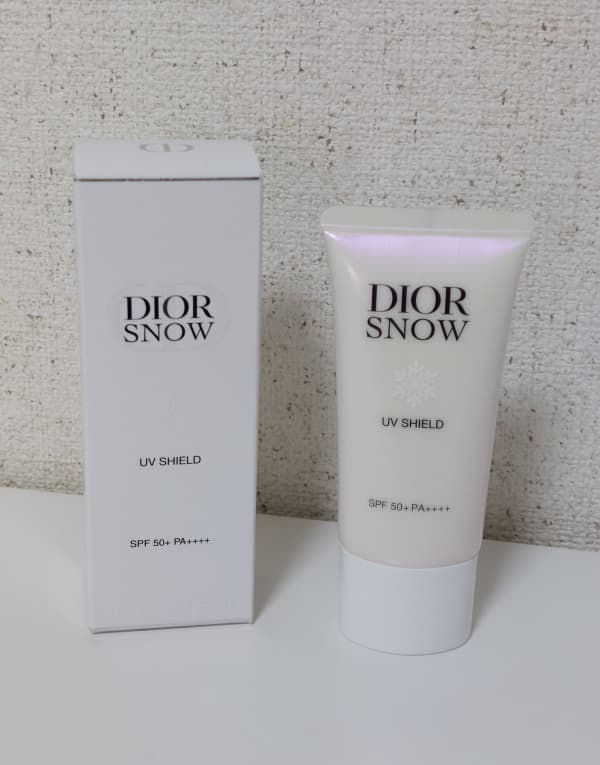 DIOR
SNOW
UV SHIELD
SPF 50+ PA++++
DIOR
SNOW
UV SHIELD
SPF 50+ PA++++